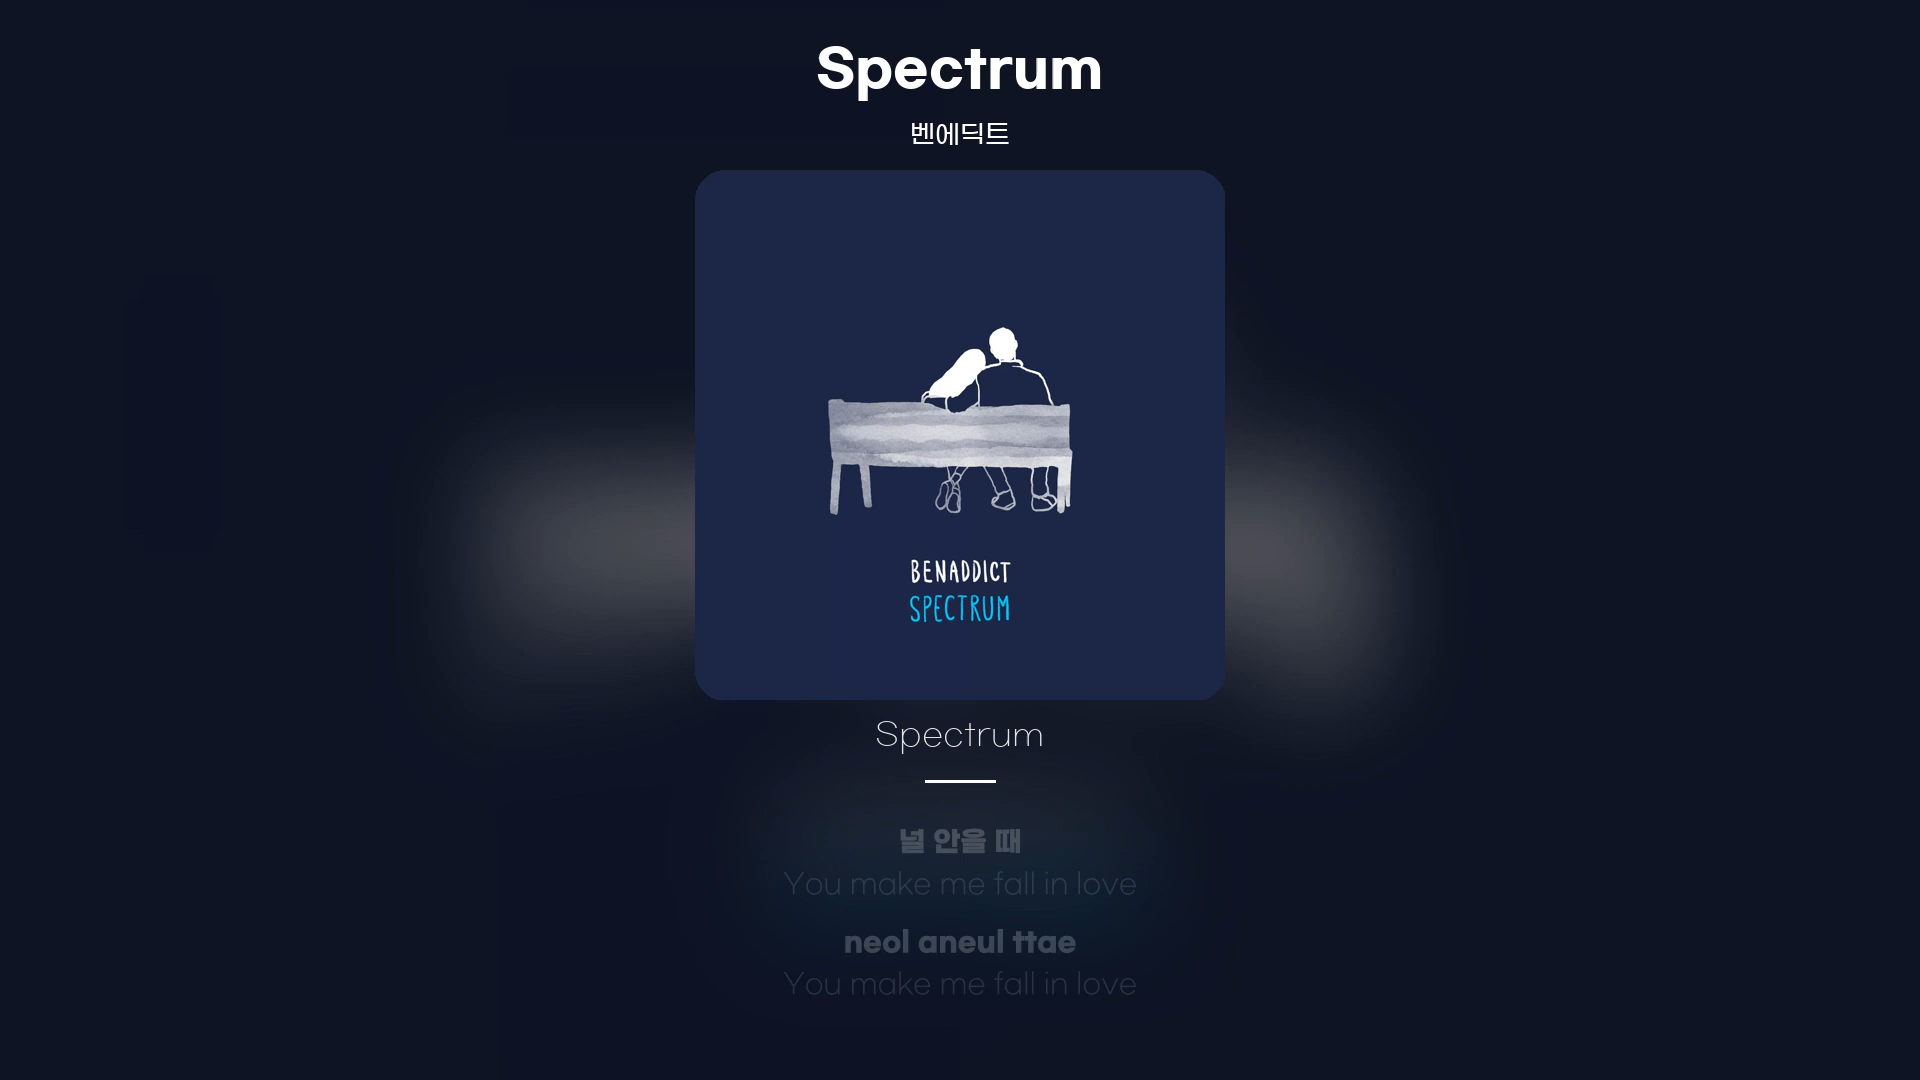 Spectrum
벤에딕트
BENADDICT
SPECTRUM
Spectrum
널 안을 때
You make me fall in love
neol aneul ttae
You make me fall in love